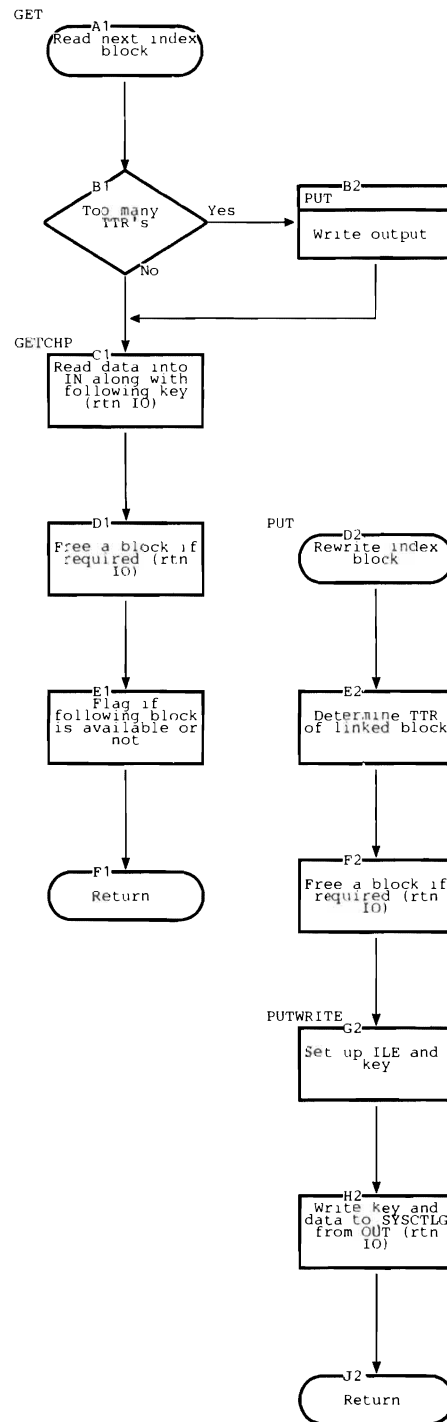 GET
A1
Read next index
block
B1
Too many
TTR's
Yes
No
B2
PUT
Write output
GETCHP
C1
Read data into
IN along with
following key
(rtn IO)
D1
Free a block if
required (rtn
IO)
E1
Flag if
following block
is available or
not
F1
Return
PUT
D2
Rewrite index
block
E2
Determine TTR
of linked block
F2
Free a block if
required (rtn
IO)
PUTWRITE
G2
Set up ILE and
key
H2
Write key and
data to SYSCTLG
from OUT (rtn
IO)
J2
Return